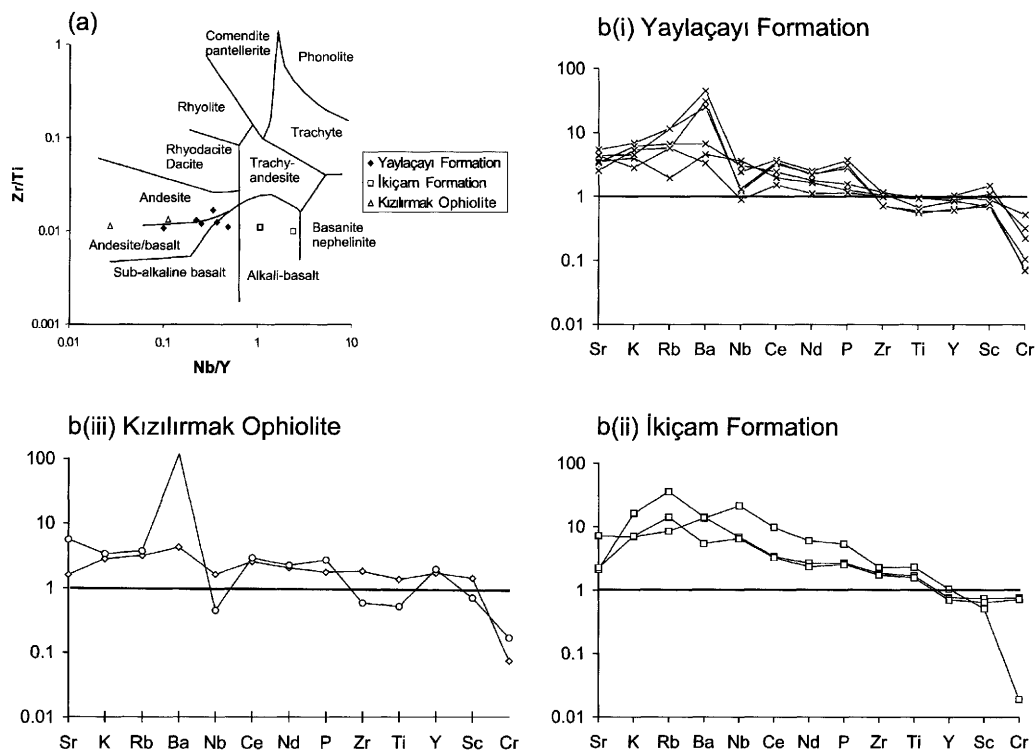 (a)
Zr/Ti
1
0.1
0.01
0.001
0.01
0.1
1
10
Nb/Y
Comendite
pantellerite
Phonolite
Rhyolite
Trachyte
Rhyodacite
Dacite
Trachy-
andesite
Andesite
Andesite/basalt
Basanite
nephelinite
Sub-alkaline basalt
Alkali-basalt
Yaylaçayı Formation
İkiçam Formation
Kızılırmak Ophiolite
b(i) Yaylaçayı Formation
100
10
1
0.1
0.01
Sr K Rb Ba Nb Ce Nd P Zr Ti Y Sc Cr
b(iii) Kızılırmak Ophiolite
100
10
1
0.1
0.01
Sr K Rb Ba Nb Ce Nd P Zr Ti Y Sc Cr
b(ii) İkiçam Formation
100
10
1
0.1
0.01
Sr K Rb Ba Nb Ce Nd P Zr Ti Y Sc Cr